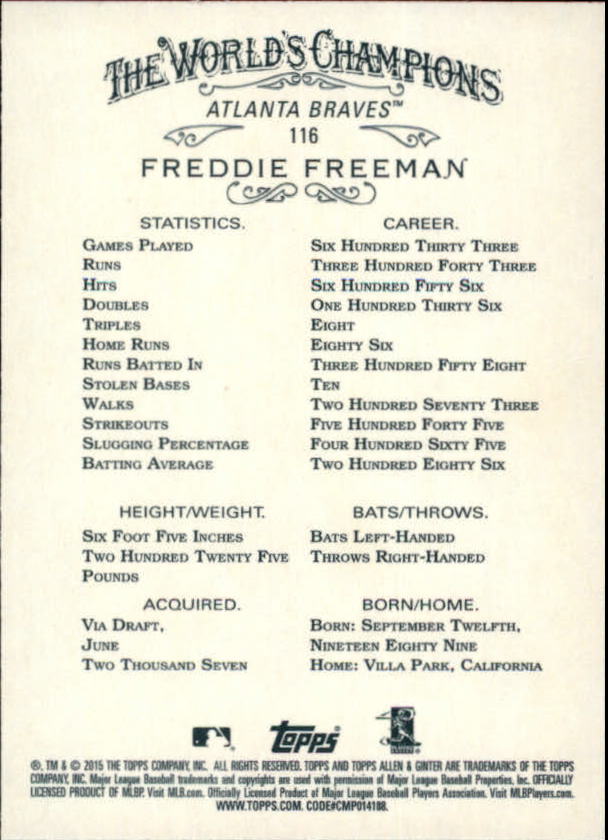 THE WORLD'S CHAMPIONS
ATLANTA BRAVES™
116
FREDDIE FREEMAN
STATISTICS. CAREER.
GAMES PLAYED SIX HUNDRED THIRTY THREE
RUNS THREE HUNDRED FORTY THREE
HITS SIX HUNDRED FIFTY SIX
DOUBLES ONE HUNDRED THIRTY SIX
TRIPLES EIGHT
HOME RUNS EIGHTY SIX
RUNS BATTED IN THREE HUNDRED FIFTY EIGHT
STOLEN BASES TEN
WALKS TWO HUNDRED SEVENTY THREE
STRIKEOUTS FIVE HUNDRED FORTY FIVE
SLUGGING PERCENTAGE FOUR HUNDRED SIXTY FIVE
BATTING AVERAGE TWO HUNDRED EIGHTY SIX
HEIGHT/WEIGHT. BATS/THROWS.
SIX FOOT FIVE INCHES BATS LEFT-HANDED
TWO HUNDRED TWENTY FIVE THROWS RIGHT-HANDED
POUNDS
ACQUIRED. BORN/HOME.
VIA DRAFT, BORN: SEPTEMBER TWELFTH,
JUNE NINETEEN EIGHTY NINE
TWO THOUSAND SEVEN HOME: VILLA PARK, CALIFORNIA
Topps
®, TM & © 2015 THE TOPPS COMPANY, INC. ALL RIGHTS RESERVED. TOPPS AND TOPPS ALLEN & GINTER ARE TRADEMARKS OF THE TOPPS
COMPANY, INC. Major League Baseball trademarks and copyrights are used with permission of Major League Baseball Properties, Inc. OFFICIALLY
LICENSED PRODUCT OF MLBP. Visit MLB.com. Officially Licensed Product of Major League Baseball Players Association. Visit MLBPlayers.com.
WWW.TOPPS.COM. CODE#CMP014188.